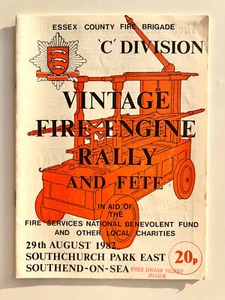 ESSEX COUNTY FIRE BRIGADE
'C' DIVISION
VINTAGE
FIRE ENGINE
RALLY
AND FETE
IN AID OF
THE
FIRE SERVICES NATIONAL BENEVOLENT FUND
AND OTHER LOCAL CHARITIES
29th AUGUST 1982
SOUTHCHURCH PARK EAST
SOUTHEND-ON-SEA
20p
FREE DRAW TICKET
INSIDE